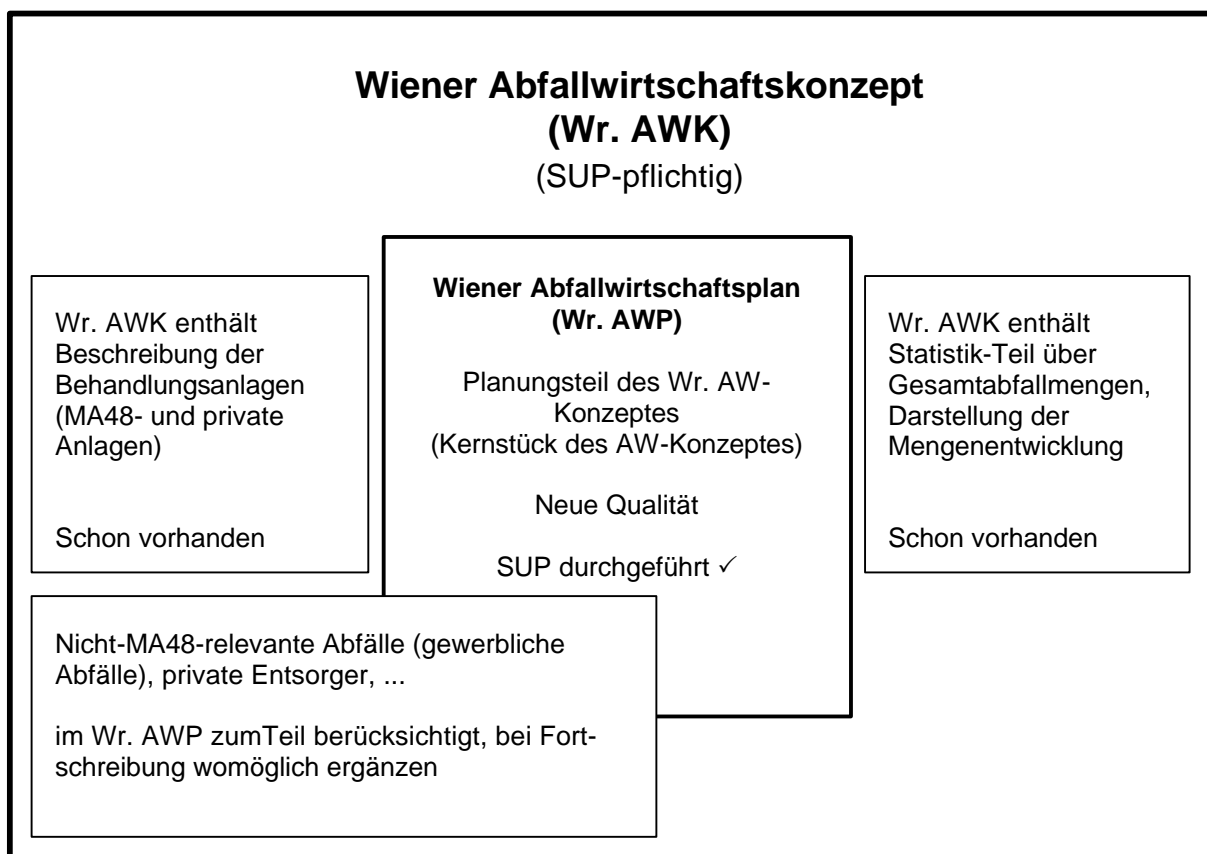 Wiener Abfallwirtschaftskonzept
(Wr. AWK)
(SUP-pflichtig)
Wr. AWK enthält
Beschreibung der
Behandlungsanlagen
(MA48- und private
Anlagen)
Schon vorhanden
Wiener Abfallwirtschaftsplan
(Wr. AWP)
Planungsteil des Wr. AW-
Konzeptes
(Kernstück des AW-Konzeptes)
Neue Qualität
SUP durchgeführt ✓
Wr. AWK enthält
Statistik-Teil über
Gesamtabfallmengen,
Darstellung der
Mengenentwicklung
Schon vorhanden
Nicht-MA48-relevante Abfälle (gewerbliche
Abfälle), private Entsorger, ...
im Wr. AWP zumTeil berücksichtigt, bei Fort-
schreibung womöglich ergänzen